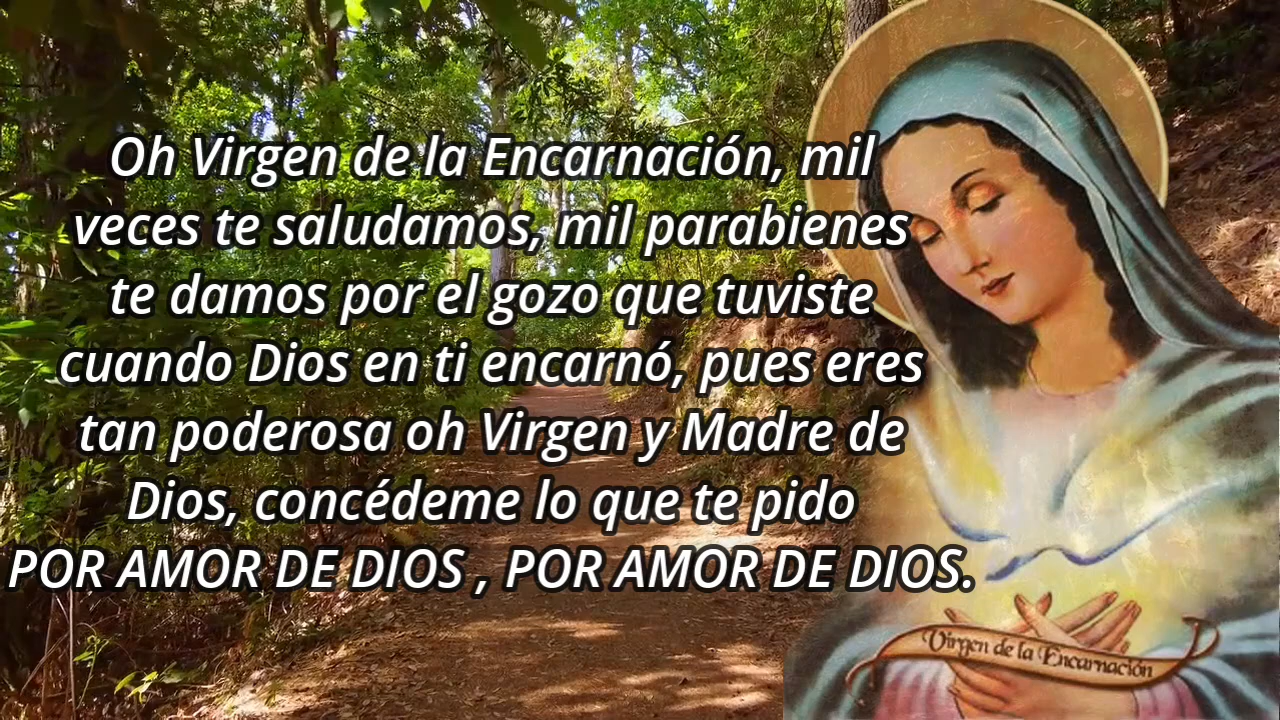 Oh Virgen de la Encarnación, mil
veces te saludamos, mil parabienes
te damos por el gozo que tuviste
cuando Dios en ti encarnó, pues eres
tan poderosa oh Virgen y Madre de
Dios, concédeme lo que te pido
POR AMOR DE DIOS , POR AMOR DE DIOS.
Virgen de la Encarnación